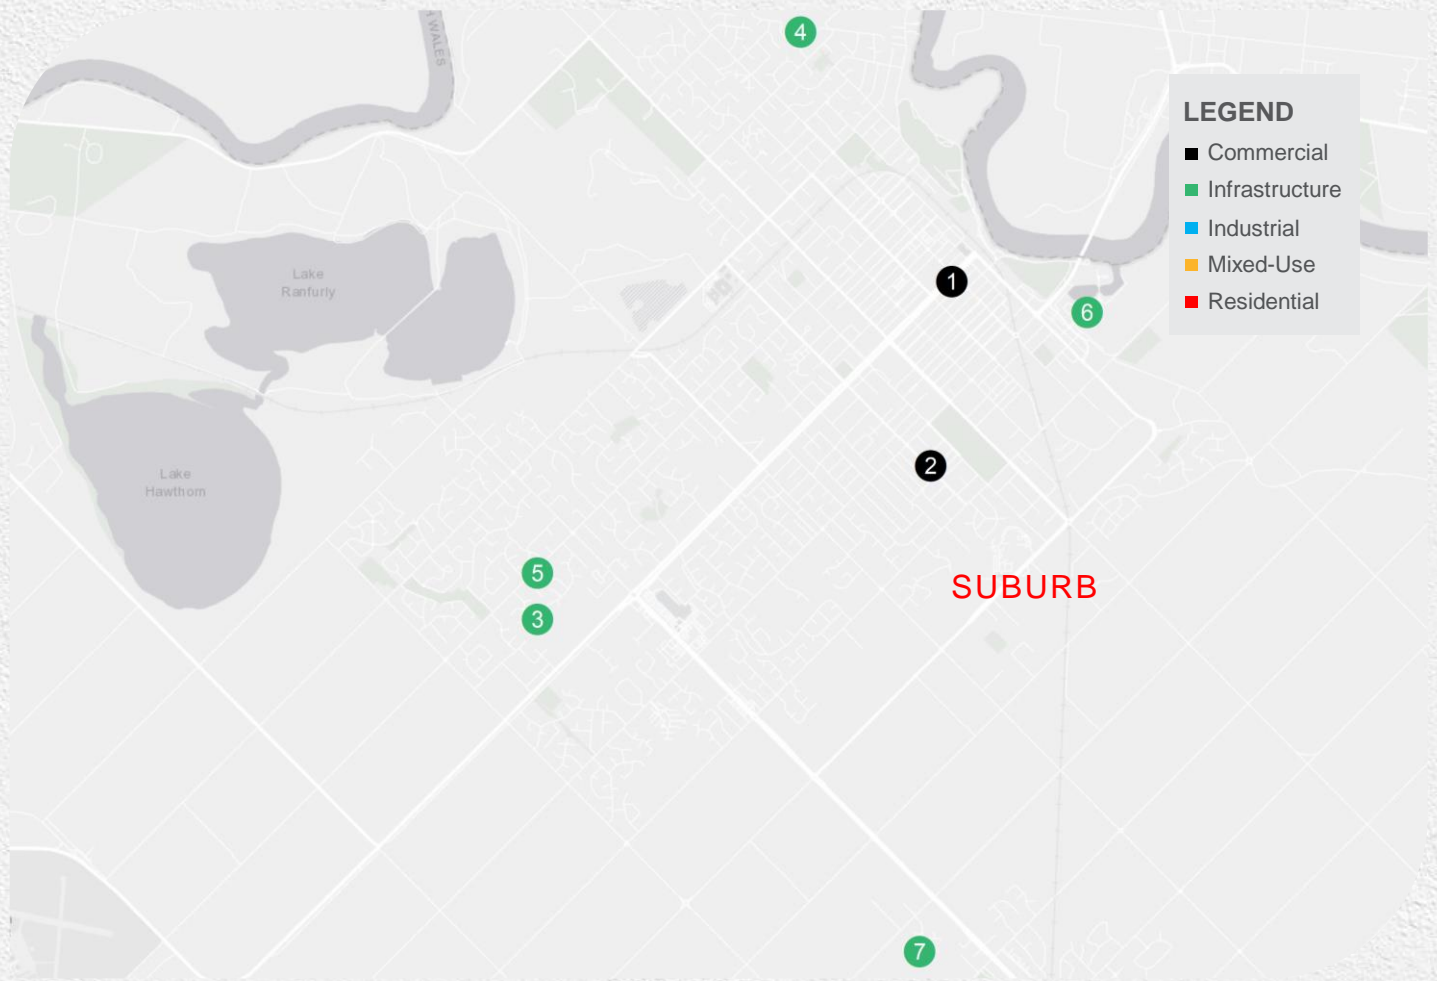 WALES
4
LEGEND
Commercial
Infrastructure
Industrial
Mixed-Use
Residential
Lake
Ranfurly
1
6
2
Lake
Hawthorn
5
3
SUBURB
7